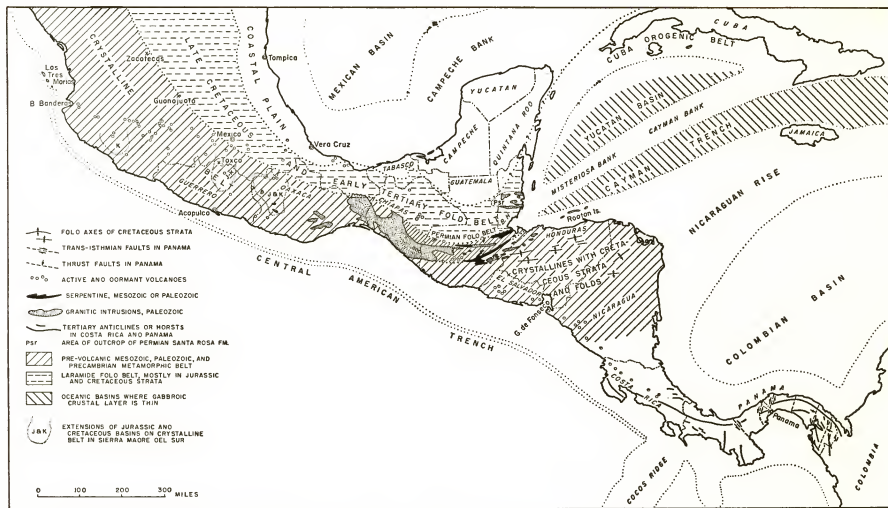 CUBA
CUBA OROGENIC BELT
MEXICAN BASIN
CAMPECHE BANK
COASTAL PLAIN
Tompico
Zacatecas
Las
Tres
Marias
B. Banderas
CRYSTALLINE
BELT
LATE CRETACEOUS
AND EARLY TERTIARY FOLD BELT
Guanajuato
Mexico
Taxco
Vera Cruz
YUCATAN
CAMPECHE
QUINTANA ROO
YUCATAN BASIN
MISTERIOSA BANK
CAYMAN BANK
CAYMAN TRENCH
TRENCH
JAMAICA
TABASCO
GUATEMALA
psr
GUERRERO
J&K
OAXACA
CHIAPAS
Acapulco
PERMIAN FOLD BELT
Roatan Is.
HONDURAS
NICARAGUAN RISE
CRYSTALLINES WITH CRETA-
CEOUS STRATA
AND FOLDS
EL SALVADOR
G. de Fonseca
NICARAGUA
CENTRAL AMERICAN
TRENCH
COLOMBIAN BASIN
COSTA
RICA
PANAMA
Panama
COCOS RIDGE
COLOMBIA
FOLD AXES OF CRETACEOUS STRATA
TRANS-ISTHMIAN FAULTS IN PANAMA
THRUST FAULTS IN PANAMA
ACTIVE AND DORMANT VOLCANOES
SERPENTINE, MESOZOIC OR PALEOZOIC
GRANITIC INTRUSIONS, PALEOZOIC
TERTIARY ANTICLINES OR HORSTS
IN COSTA RICA AND PANAMA
Psr AREA OF OUTCROP OF PERMIAN SANTA ROSA FM.
PRE-VOLCANIC MESOZOIC, PALEOZOIC, AND
PRECAMBRIAN METAMORPHIC BELT
LARAMIDE FOLD BELT, MOSTLY IN JURASSIC
AND CRETACEOUS STRATA
OCEANIC BASINS WHERE GABBROIC
CRUSTAL LAYER IS THIN
J&K EXTENSIONS OF JURASSIC AND
CRETACEOUS BASINS ON CRYSTALLINE
BELT IN SIERRA MADRE DEL SUR
0 100 200 300
MILES